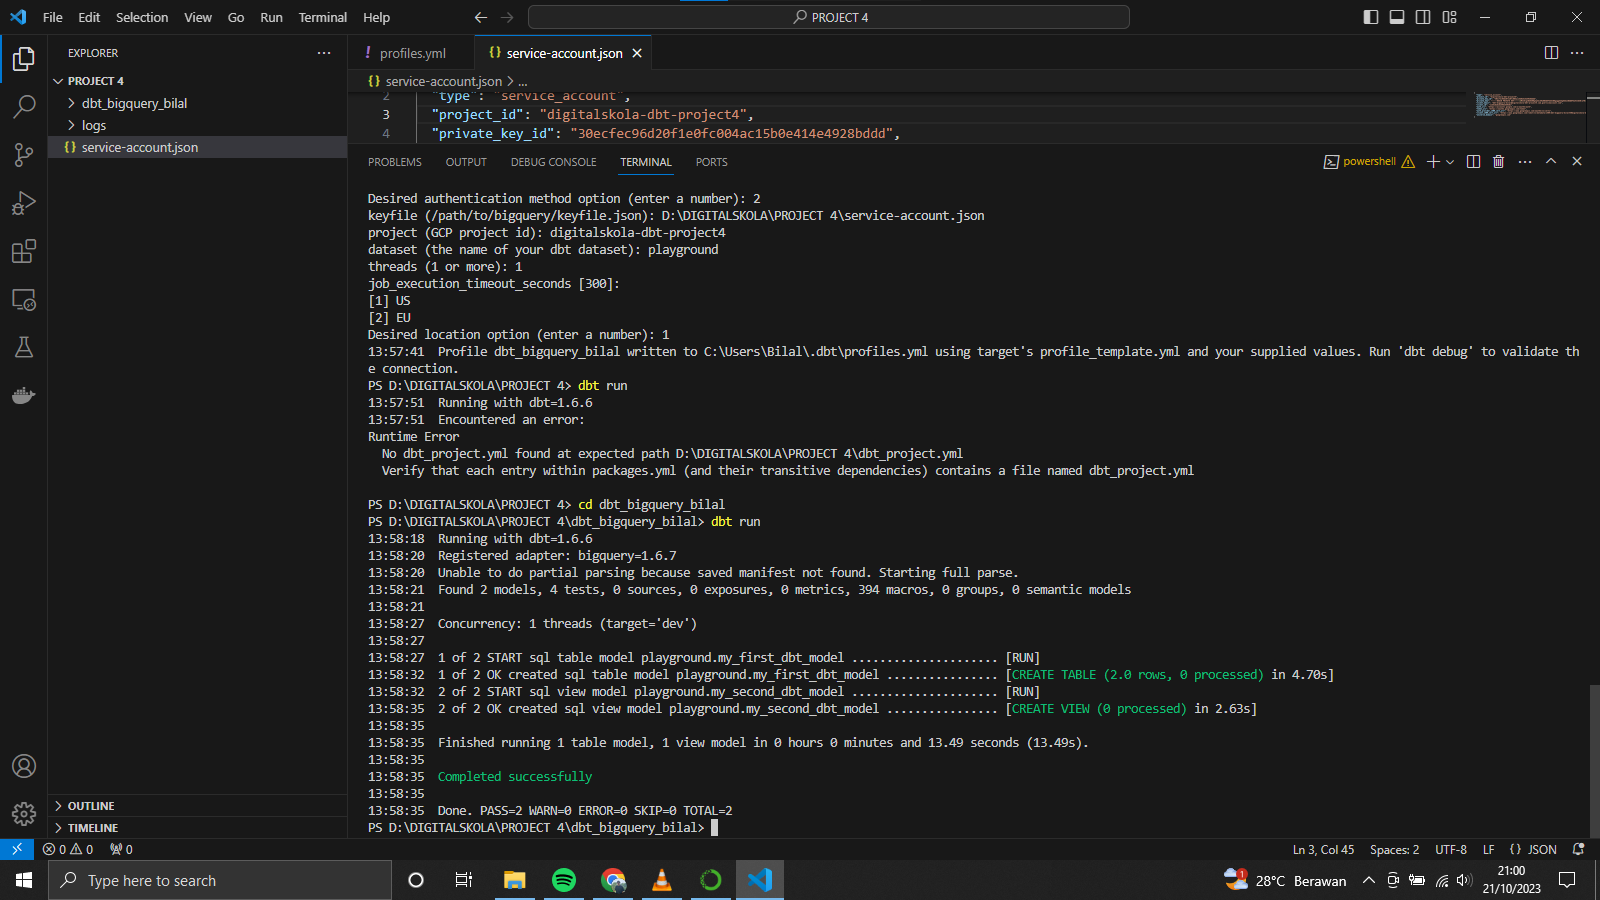 File Edit Selection View Go Run Terminal Help
PROJECT 4
EXPLORER
PROJECT 4
dbt_bigquery_bilal
logs
{} service-account.json
OUTLINE
TIMELINE
! profiles.yml
{} service-account.json
{} service-account.json > ...
2 "type": "service_account",
3 "project_id": "digitalskola-dbt-project4",
4 "private_key_id": "30ecfec96d20f1e0fc004ac15b0e414e4928bddd",
PROBLEMS OUTPUT DEBUG CONSOLE TERMINAL PORTS
powershell
Desired authentication method option (enter a number): 2
keyfile (/path/to/bigquery/keyfile.json): D:\DIGITALSKOLA\PROJECT 4\service-account.json
project (GCP project id): digitalskola-dbt-project4
dataset (the name of your dbt dataset): playground
threads (1 or more): 1
job_execution_timeout_seconds [300]:
[1] US
[2] EU
Desired location option (enter a number): 1
13:57:41  Profile dbt_bigquery_bilal written to C:\Users\Bilal\.dbt\profiles.yml using target's profile_template.yml and your supplied values. Run 'dbt debug' to validate th
e connection.
PS D:\DIGITALSKOLA\PROJECT 4> dbt run
13:57:51  Running with dbt=1.6.6
13:57:51  Encountered an error:
Runtime Error
  No dbt_project.yml found at expected path D:\DIGITALSKOLA\PROJECT 4\dbt_project.yml
  Verify that each entry within packages.yml (and their transitive dependencies) contains a file named dbt_project.yml
PS D:\DIGITALSKOLA\PROJECT 4> cd dbt_bigquery_bilal
PS D:\DIGITALSKOLA\PROJECT 4\dbt_bigquery_bilal> dbt run
13:58:18  Running with dbt=1.6.6
13:58:20  Registered adapter: bigquery=1.6.7
13:58:20  Unable to do partial parsing because saved manifest not found. Starting full parse.
13:58:21  Found 2 models, 4 tests, 0 sources, 0 exposures, 0 metrics, 394 macros, 0 groups, 0 semantic models
13:58:21
13:58:27  Concurrency: 1 threads (target='dev')
13:58:27
13:58:27  1 of 2 START sql table model playground.my_first_dbt_model ..................... [RUN]
13:58:32  1 of 2 OK created sql table model playground.my_first_dbt_model ................ [CREATE TABLE (2.0 rows, 0 processed) in 4.70s]
13:58:32  2 of 2 START sql view model playground.my_second_dbt_model ..................... [RUN]
13:58:35  2 of 2 OK created sql view model playground.my_second_dbt_model ................ [CREATE VIEW (0 processed) in 2.63s]
13:58:35
13:58:35  Finished running 1 table model, 1 view model in 0 hours 0 minutes and 13.49 seconds (13.49s).
13:58:35
13:58:35  Completed successfully
13:58:35
13:58:35  Done. PASS=2 WARN=0 ERROR=0 SKIP=0 TOTAL=2
PS D:\DIGITALSKOLA\PROJECT 4\dbt_bigquery_bilal>
0 0 0
Ln 3, Col 45 Spaces: 2 UTF-8 LF {} JSON
Type here to search
1 28°C Berawan
21:00
21/10/2023